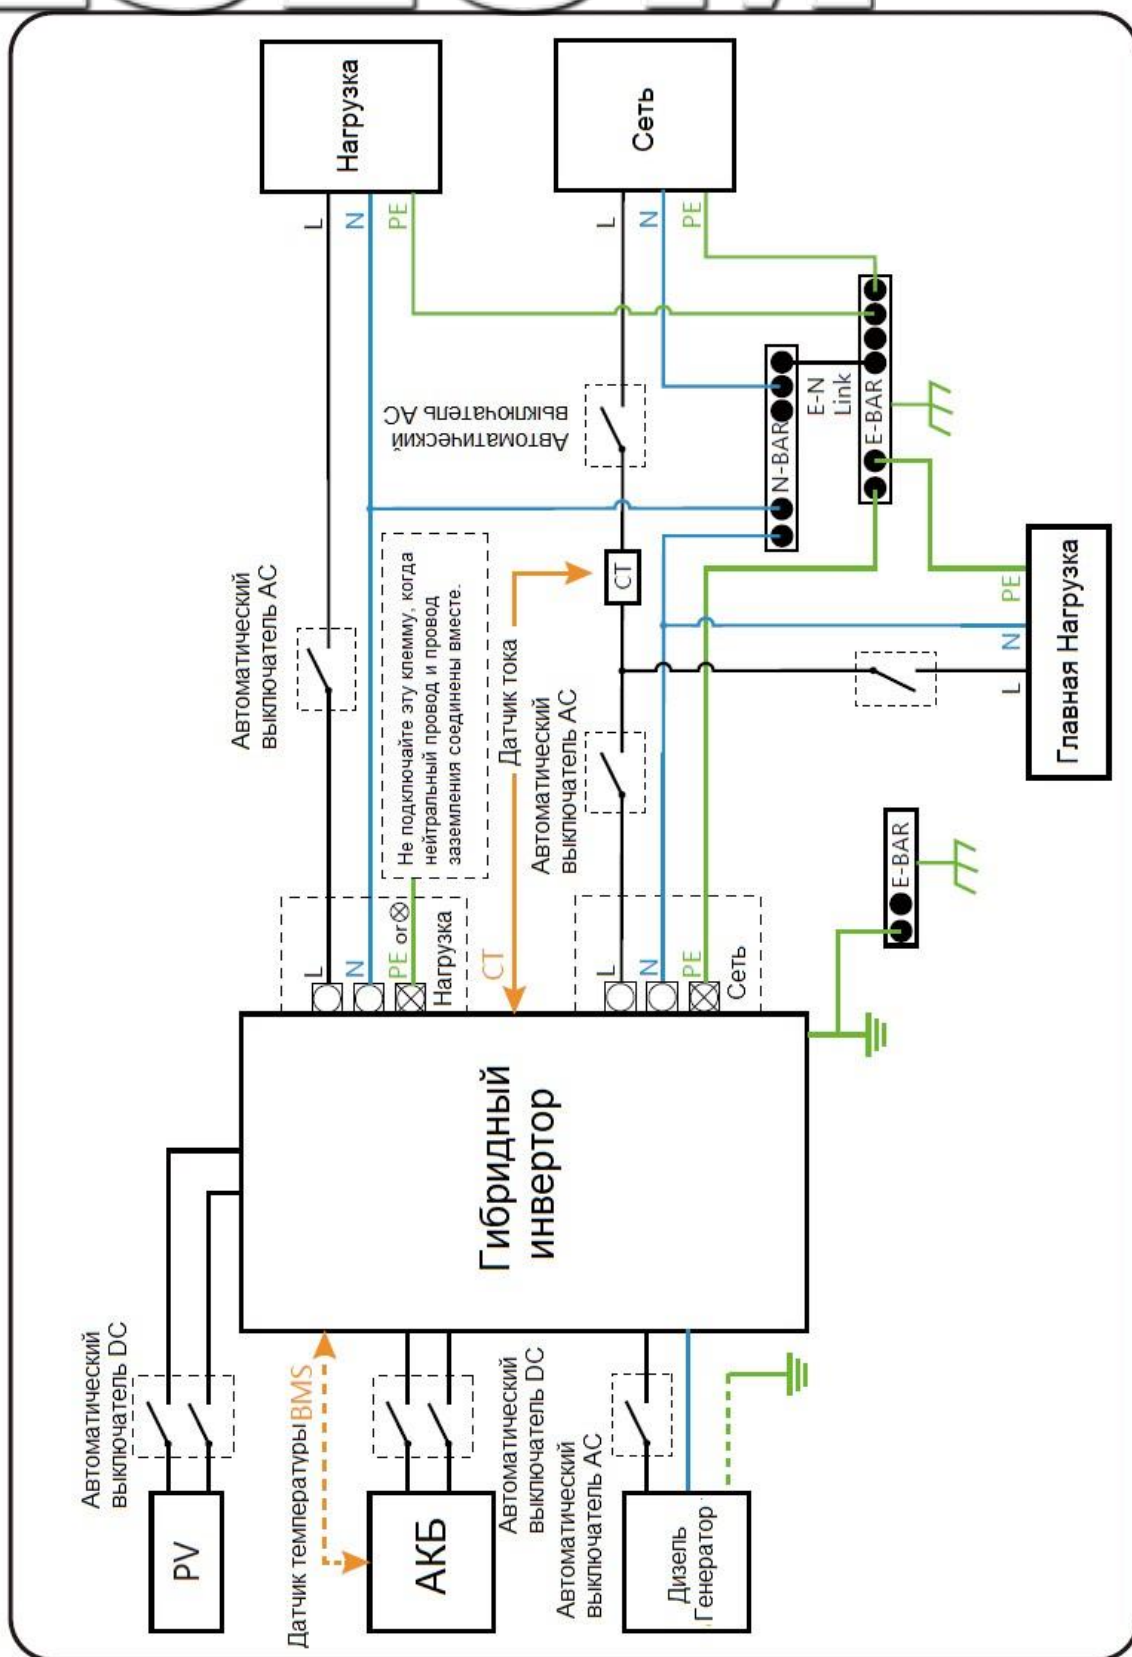 Автоматический
выключатель DC
PV
Датчик температуры
BMS
АКБ
Автоматический
выключатель DC
Автоматический
выключатель AC
Дизель
Генератор
Гибридный
инвертор
L
N
PE or
Нагрузка
CT
L
N
PE
Сеть
Автоматический
выключатель AC
Не подключайте эту клемму, когда
нейтральный провод и провод
заземления соединены вместе.
Датчик тока
Автоматический
выключатель AC
CT
Автоматический
выключатель AC
L
N
PE
Нагрузка
L
N
PE
Сеть
N-BAR
E-N
Link
E-BAR
E-BAR
L
N
PE
Главная Нагрузка